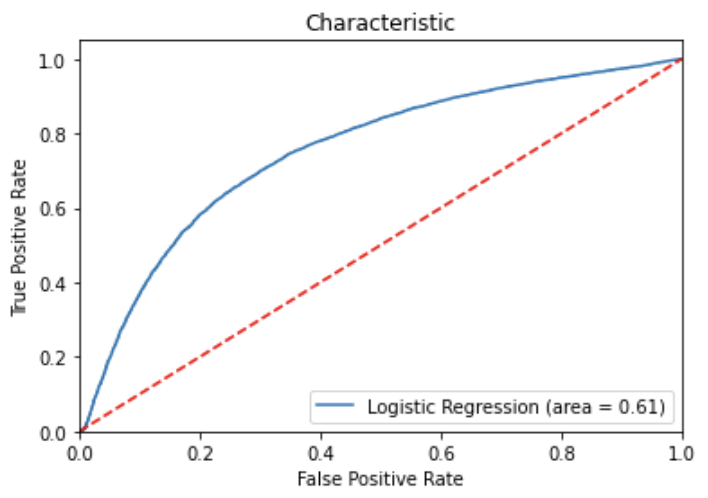 Characteristic
1.0
0.8
0.6
0.4
0.2
0.0
True Positive Rate
Logistic Regression (area = 0.61)
0.0 0.2 0.4 0.6 0.8 1.0
False Positive Rate